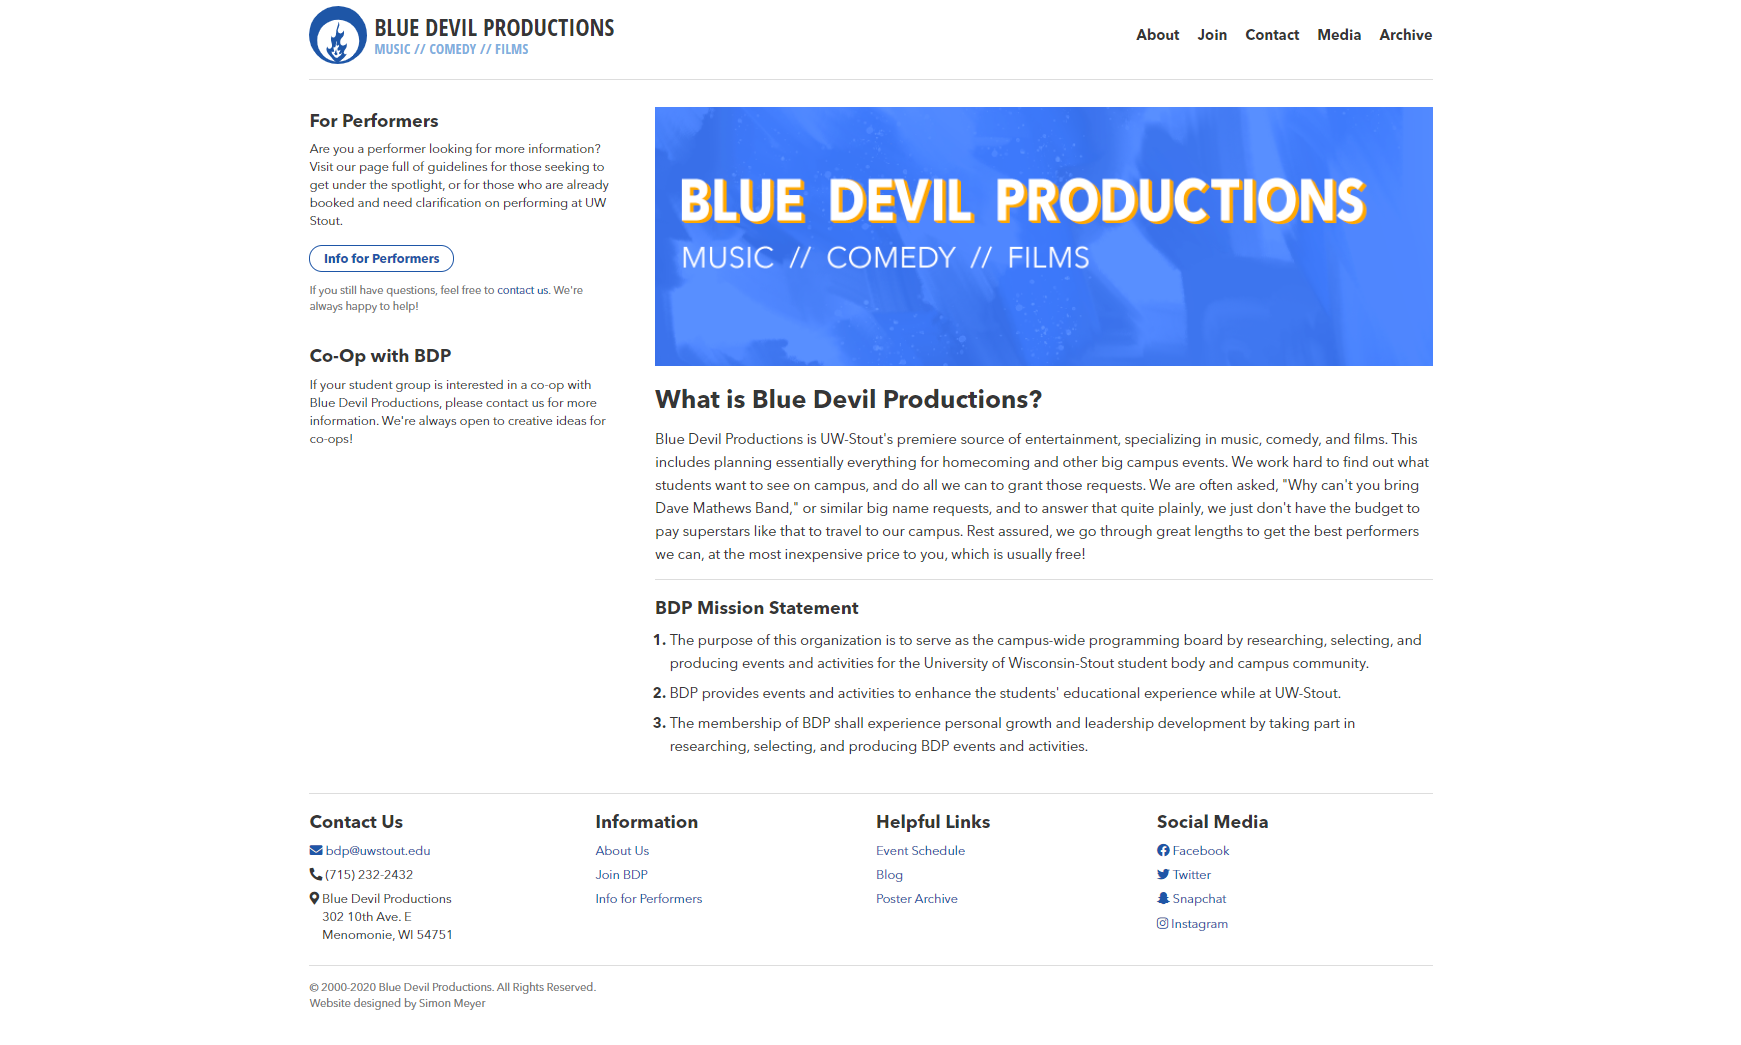 BLUE DEVIL PRODUCTIONS
MUSIC // COMEDY // FILMS
About Join Contact Media Archive
For Performers
Are you a performer looking for more information?
Visit our page full of guidelines for those seeking to
get under the spotlight, or for those who are already
booked and need clarification on performing at UW
Stout.
Info for Performers
If you still have questions, feel free to contact us. We're
always happy to help!
Co-Op with BDP
If your student group is interested in a co-op with
Blue Devil Productions, please contact us for more
information. We're always open to creative ideas for
co-ops!
BLUE DEVIL PRODUCTIONS
MUSIC // COMEDY // FILMS
What is Blue Devil Productions?
Blue Devil Productions is UW-Stout's premiere source of entertainment, specializing in music, comedy, and films. This
includes planning essentially everything for homecoming and other big campus events. We work hard to find out what
students want to see on campus, and do all we can to grant those requests. We are often asked, "Why can't you bring
Dave Mathews Band," or similar big name requests, and to answer that quite plainly, we just don't have the budget to
pay superstars like that to travel to our campus. Rest assured, we go through great lengths to get the best performers
we can, at the most inexpensive price to you, which is usually free!
BDP Mission Statement
1. The purpose of this organization is to serve as the campus-wide programming board by researching, selecting, and
producing events and activities for the University of Wisconsin-Stout student body and campus community.
2. BDP provides events and activities to enhance the students' educational experience while at UW-Stout.
3. The membership of BDP shall experience personal growth and leadership development by taking part in
researching, selecting, and producing BDP events and activities.
Contact Us
bdp@uwstout.edu
(715) 232-2432
Blue Devil Productions
302 10th Ave. E
Menomonie, WI 54751
Information
About Us
Join BDP
Info for Performers
Helpful Links
Event Schedule
Blog
Poster Archive
Social Media
Facebook
Twitter
Snapchat
Instagram
© 2000-2020 Blue Devil Productions. All Rights Reserved.
Website designed by Simon Meyer